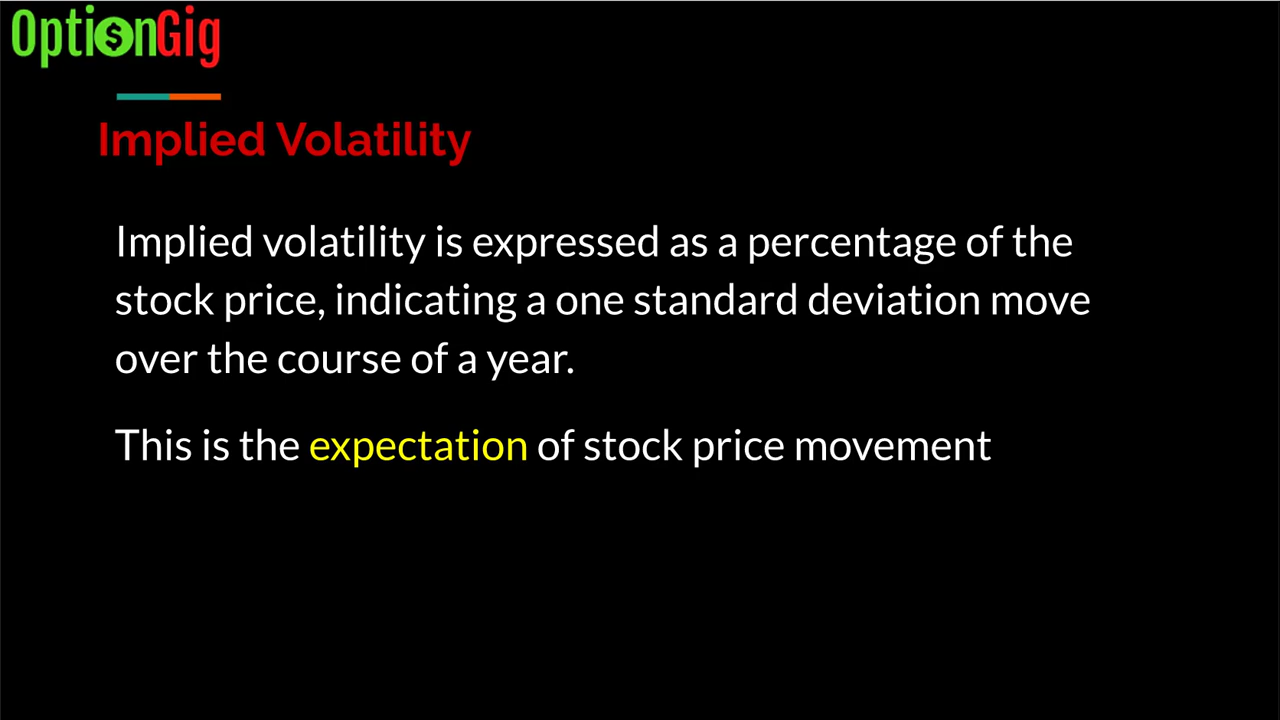 OptionGig
Implied Volatility
Implied volatility is expressed as a percentage of the
stock price, indicating a one standard deviation move
over the course of a year.
This is the expectation of stock price movement